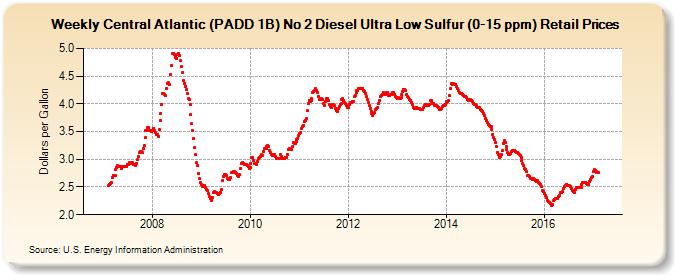 Weekly Central Atlantic (PADD 1B) No 2 Diesel Ultra Low Sulfur (0-15 ppm) Retail Prices
Dollars per Gallon
5.0
4.5
4.0
3.5
3.0
2.5
2.0
2008 2010 2012 2014 2016
Source: U.S. Energy Information Administration